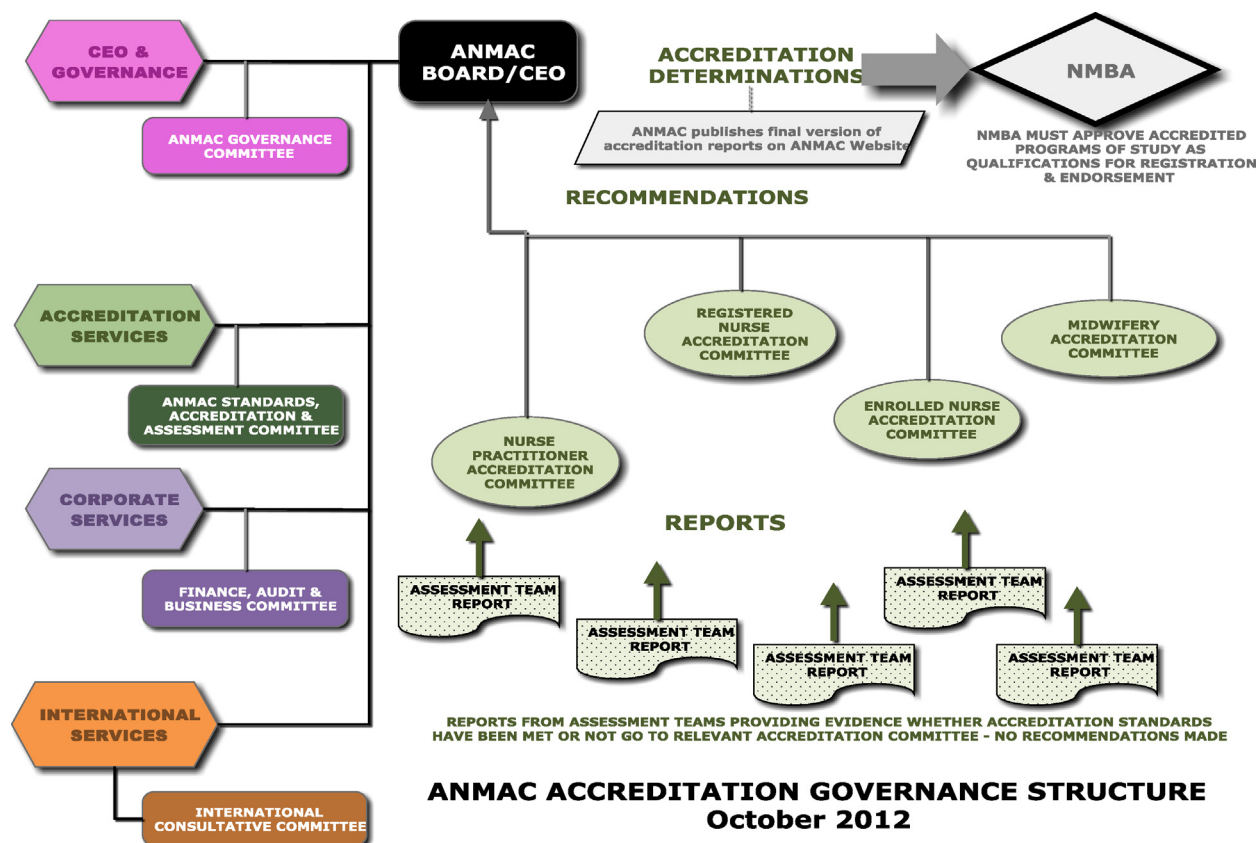 CEO &
GOVERNANCE
ANMAC GOVERNANCE
COMMITTEE
ANMAC
BOARD/CEO
ACCREDITATION
DETERMINATIONS
NMBA
ANMAC publishes final version of
accreditation reports on ANMAC Website
NMBA MUST APPROVE ACCREDITED
PROGRAMS OF STUDY AS
QUALIFICATIONS FOR REGISTRATION
& ENDORSEMENT
RECOMMENDATIONS
ACCREDITATION
SERVICES
ANMAC STANDARDS,
ACCREDITATION &
ASSESSMENT COMMITTEE
REGISTERED
NURSE
ACCREDITATION
COMMITTEE
MIDWIFERY
ACCREDITATION
COMMITTEE
NURSE
PRACTITIONER
ACCREDITATION
COMMITTEE
ENROLLED NURSE
ACCREDITATION
COMMITTEE
CORPORATE
SERVICES
FINANCE, AUDIT &
BUSINESS COMMITTEE
REPORTS
ASSESSMENT TEAM
REPORT
ASSESSMENT TEAM
REPORT
ASSESSMENT TEAM
REPORT
ASSESSMENT TEAM
REPORT
ASSESSMENT TEAM
REPORT
INTERNATIONAL
SERVICES
INTERNATIONAL
CONSULTATIVE COMMITTEE
REPORTS FROM ASSESSMENT TEAMS PROVIDING EVIDENCE WHETHER ACCREDITATION STANDARDS
HAVE BEEN MET OR NOT GO TO RELEVANT ACCREDITATION COMMITTEE - NO RECOMMENDATIONS MADE
ANMAC ACCREDITATION GOVERNANCE STRUCTURE
October 2012